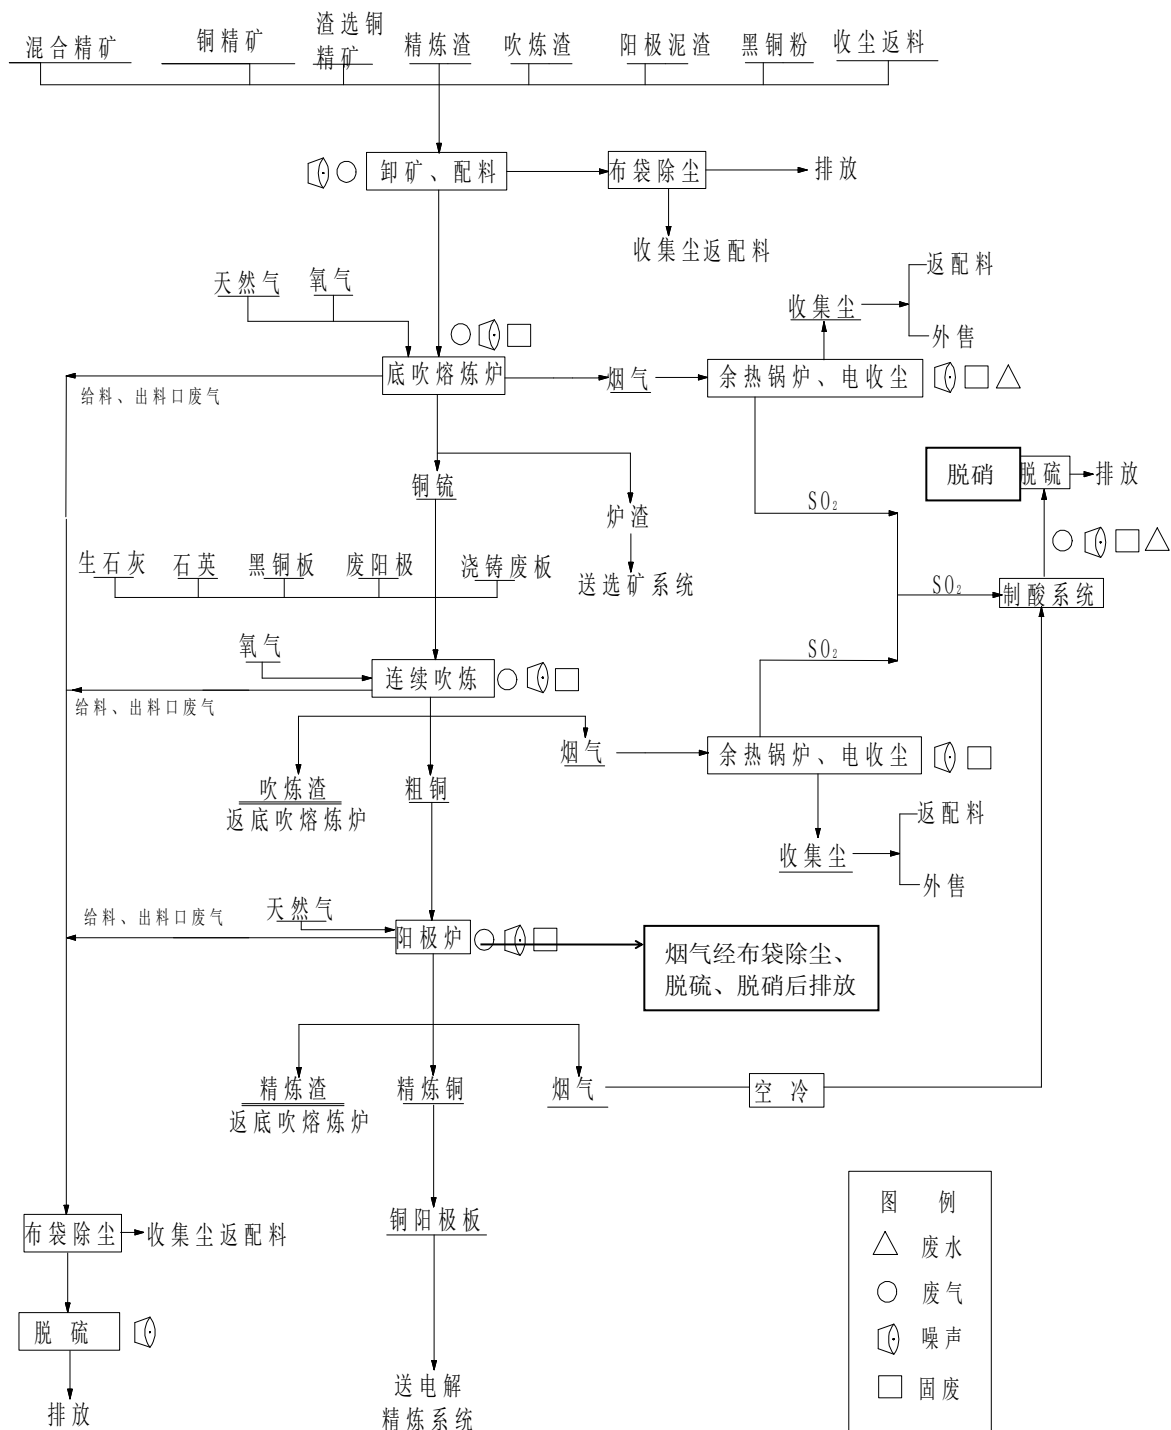 混合精矿
铜精矿
渣选铜
精矿
精炼渣
吹炼渣
阳极泥渣
黑铜粉
收尘返料
卸矿、配料
布袋除尘
排放
收集尘返配料
天然气
氧气
返配料
收集尘
外售
底吹熔炼炉
烟气
余热锅炉、电收尘
给料、出料口废气
铜锍
炉渣
送选矿系统
SO₂
脱硝
脱硫
排放
生石灰
石英
黑铜板
废阳极
浇铸废板
SO₂
制酸系统
氧气
连续吹炼
SO₂
给料、出料口废气
烟气
余热锅炉、电收尘
吹炼渣
返底吹熔炼炉
粗铜
返配料
收集尘
外售
天然气
给料、出料口废气
阳极炉
烟气经布袋除尘、
脱硫、脱硝后排放
精炼渣
返底吹熔炼炉
精炼铜
烟气
空冷
布袋除尘
收集尘返配料
铜阳极板
脱硫
排放
送电解
精炼系统
图例
废水
废气
噪声
固废